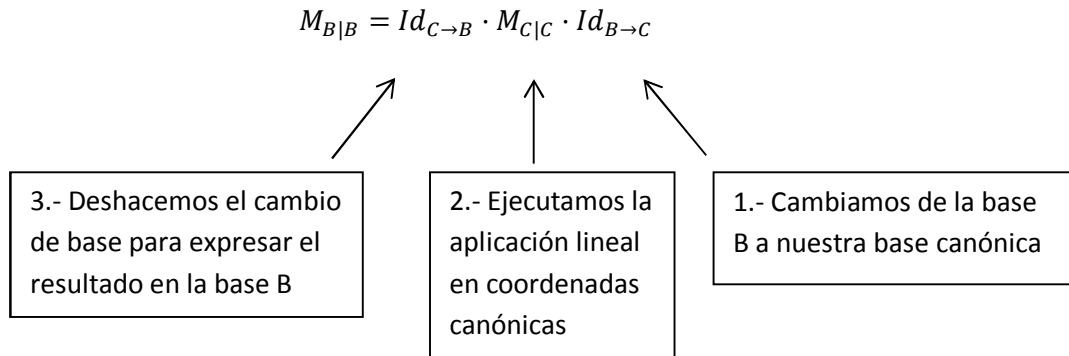 M_{B|B} = Id_{C→B} · M_{C|C} · Id_{B→C}
3.- Deshacemos el cambio
de base para expresar el
resultado en la base B
2.- Ejecutamos la
aplicación lineal
en coordenadas
canónicas
1.- Cambiamos de la base
B a nuestra base canónica